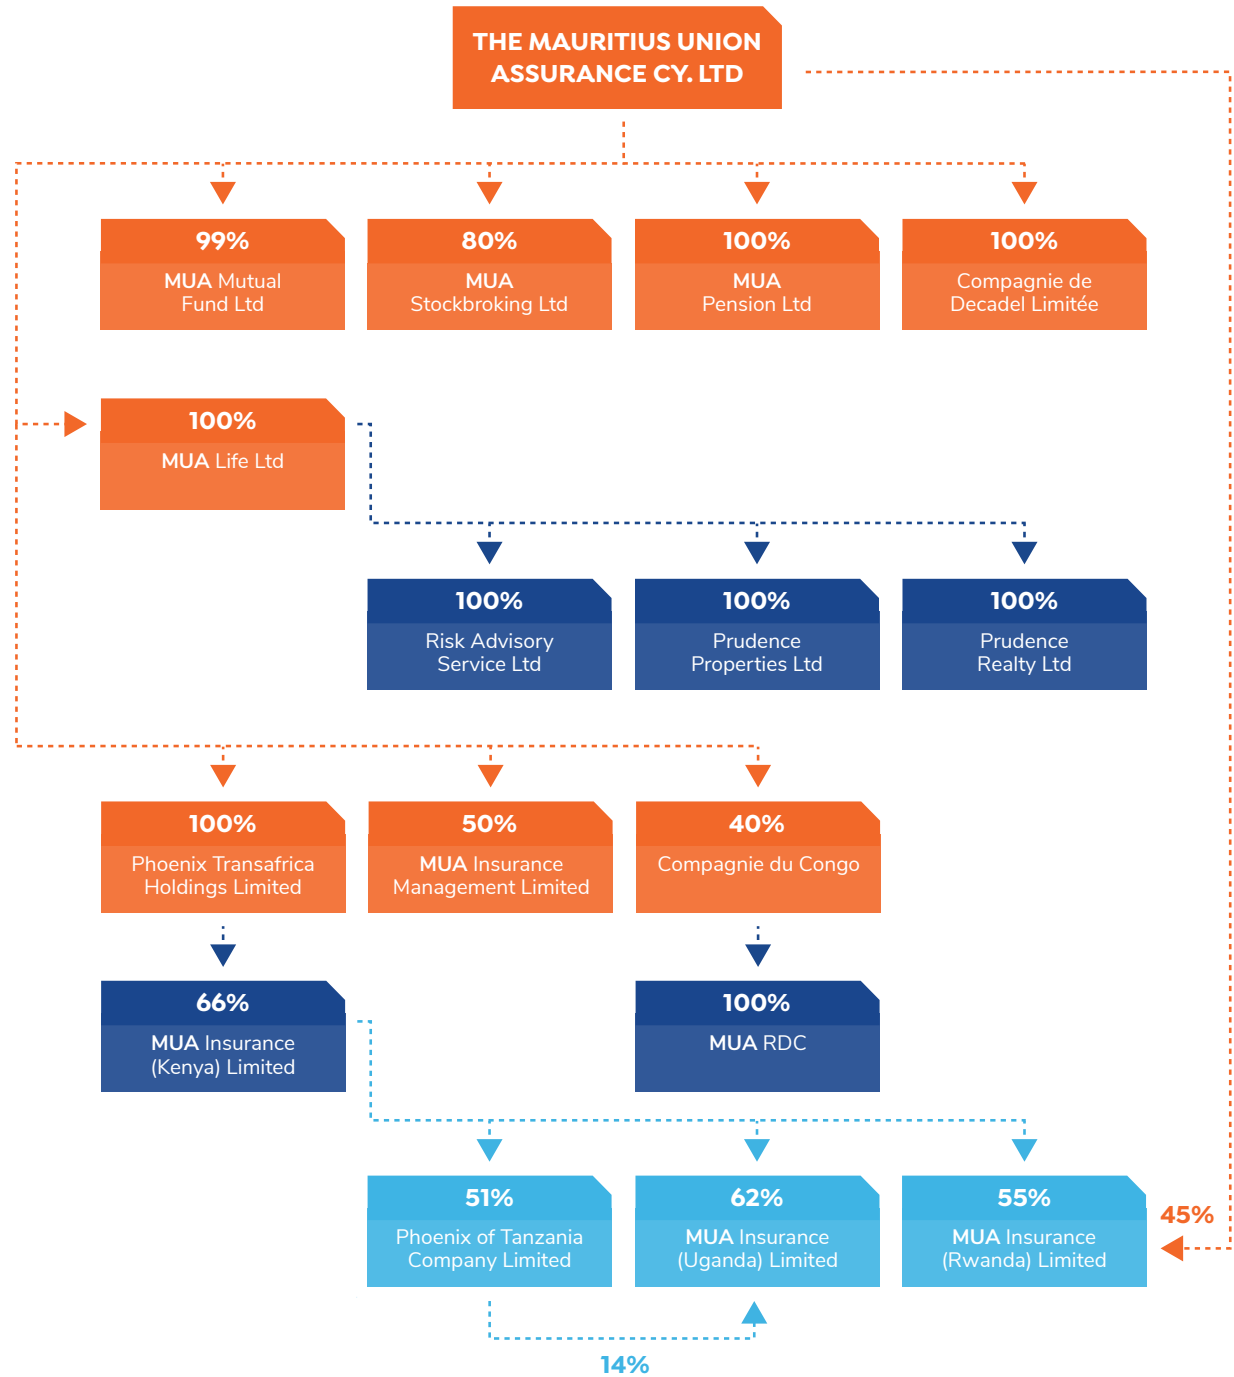 THE MAURITIUS UNION
ASSURANCE CY. LTD
99%
MUA Mutual
Fund Ltd
80%
MUA
Stockbroking Ltd
100%
MUA
Pension Ltd
100%
Compagnie de
Decadel Limitée
100%
MUA Life Ltd
100%
Risk Advisory
Service Ltd
100%
Prudence
Properties Ltd
100%
Prudence
Realty Ltd
100%
Phoenix Transafrica
Holdings Limited
50%
MUA Insurance
Management Limited
40%
Compagnie du Congo
66%
MUA Insurance
(Kenya) Limited
100%
MUA RDC
51%
Phoenix of Tanzania
Company Limited
62%
MUA Insurance
(Uganda) Limited
55%
MUA Insurance
(Rwanda) Limited
45%
14%